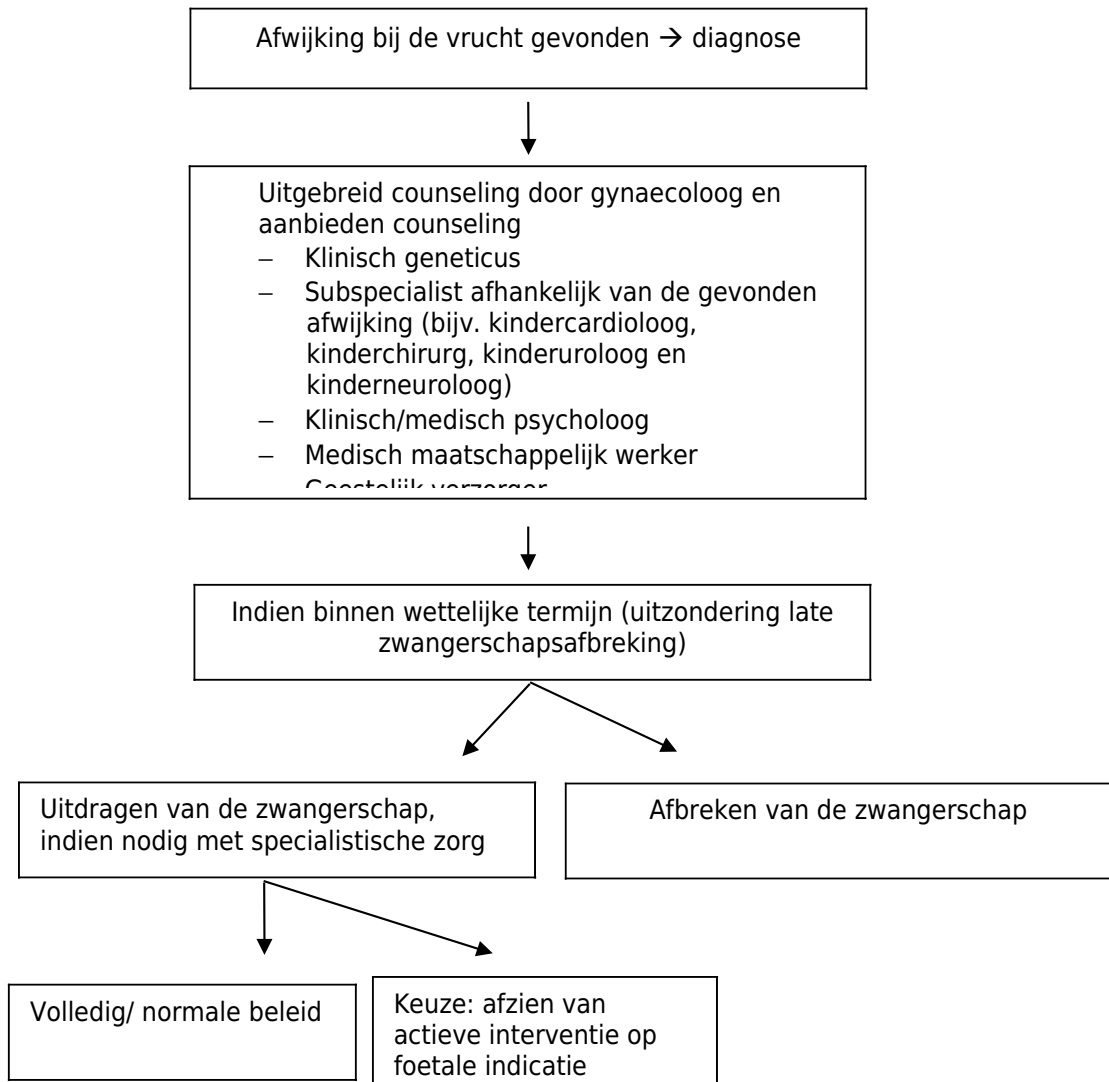 Afwijking bij de vrucht gevonden → diagnose
Uitgebreid counseling door gynaecoloog en
aanbieden counseling
– Klinisch geneticus
– Subspecialist afhankelijk van de gevonden
afwijking (bijv. kindercardioloog,
kinderchirurg, kinderuroloog en
kinderneuroloog)
– Klinisch/medisch psycholoog
– Medisch maatschappelijk werker
Indien binnen wettelijke termijn (uitzondering late
zwangerschapsafbreking)
Uitdragen van de zwangerschap,
indien nodig met specialistische zorg
Afbreken van de zwangerschap
Volledig/ normale beleid
Keuze: afzien van
actieve interventie op
foetale indicatie